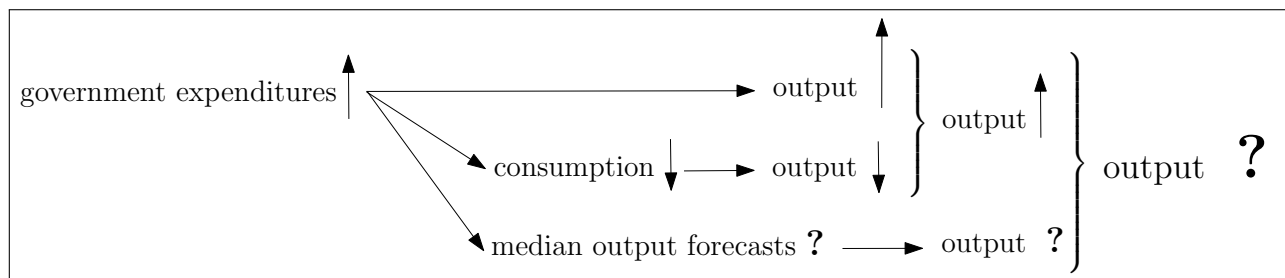 government expenditures
output
output
output ?
consumption
output
median output forecasts ?
output ?